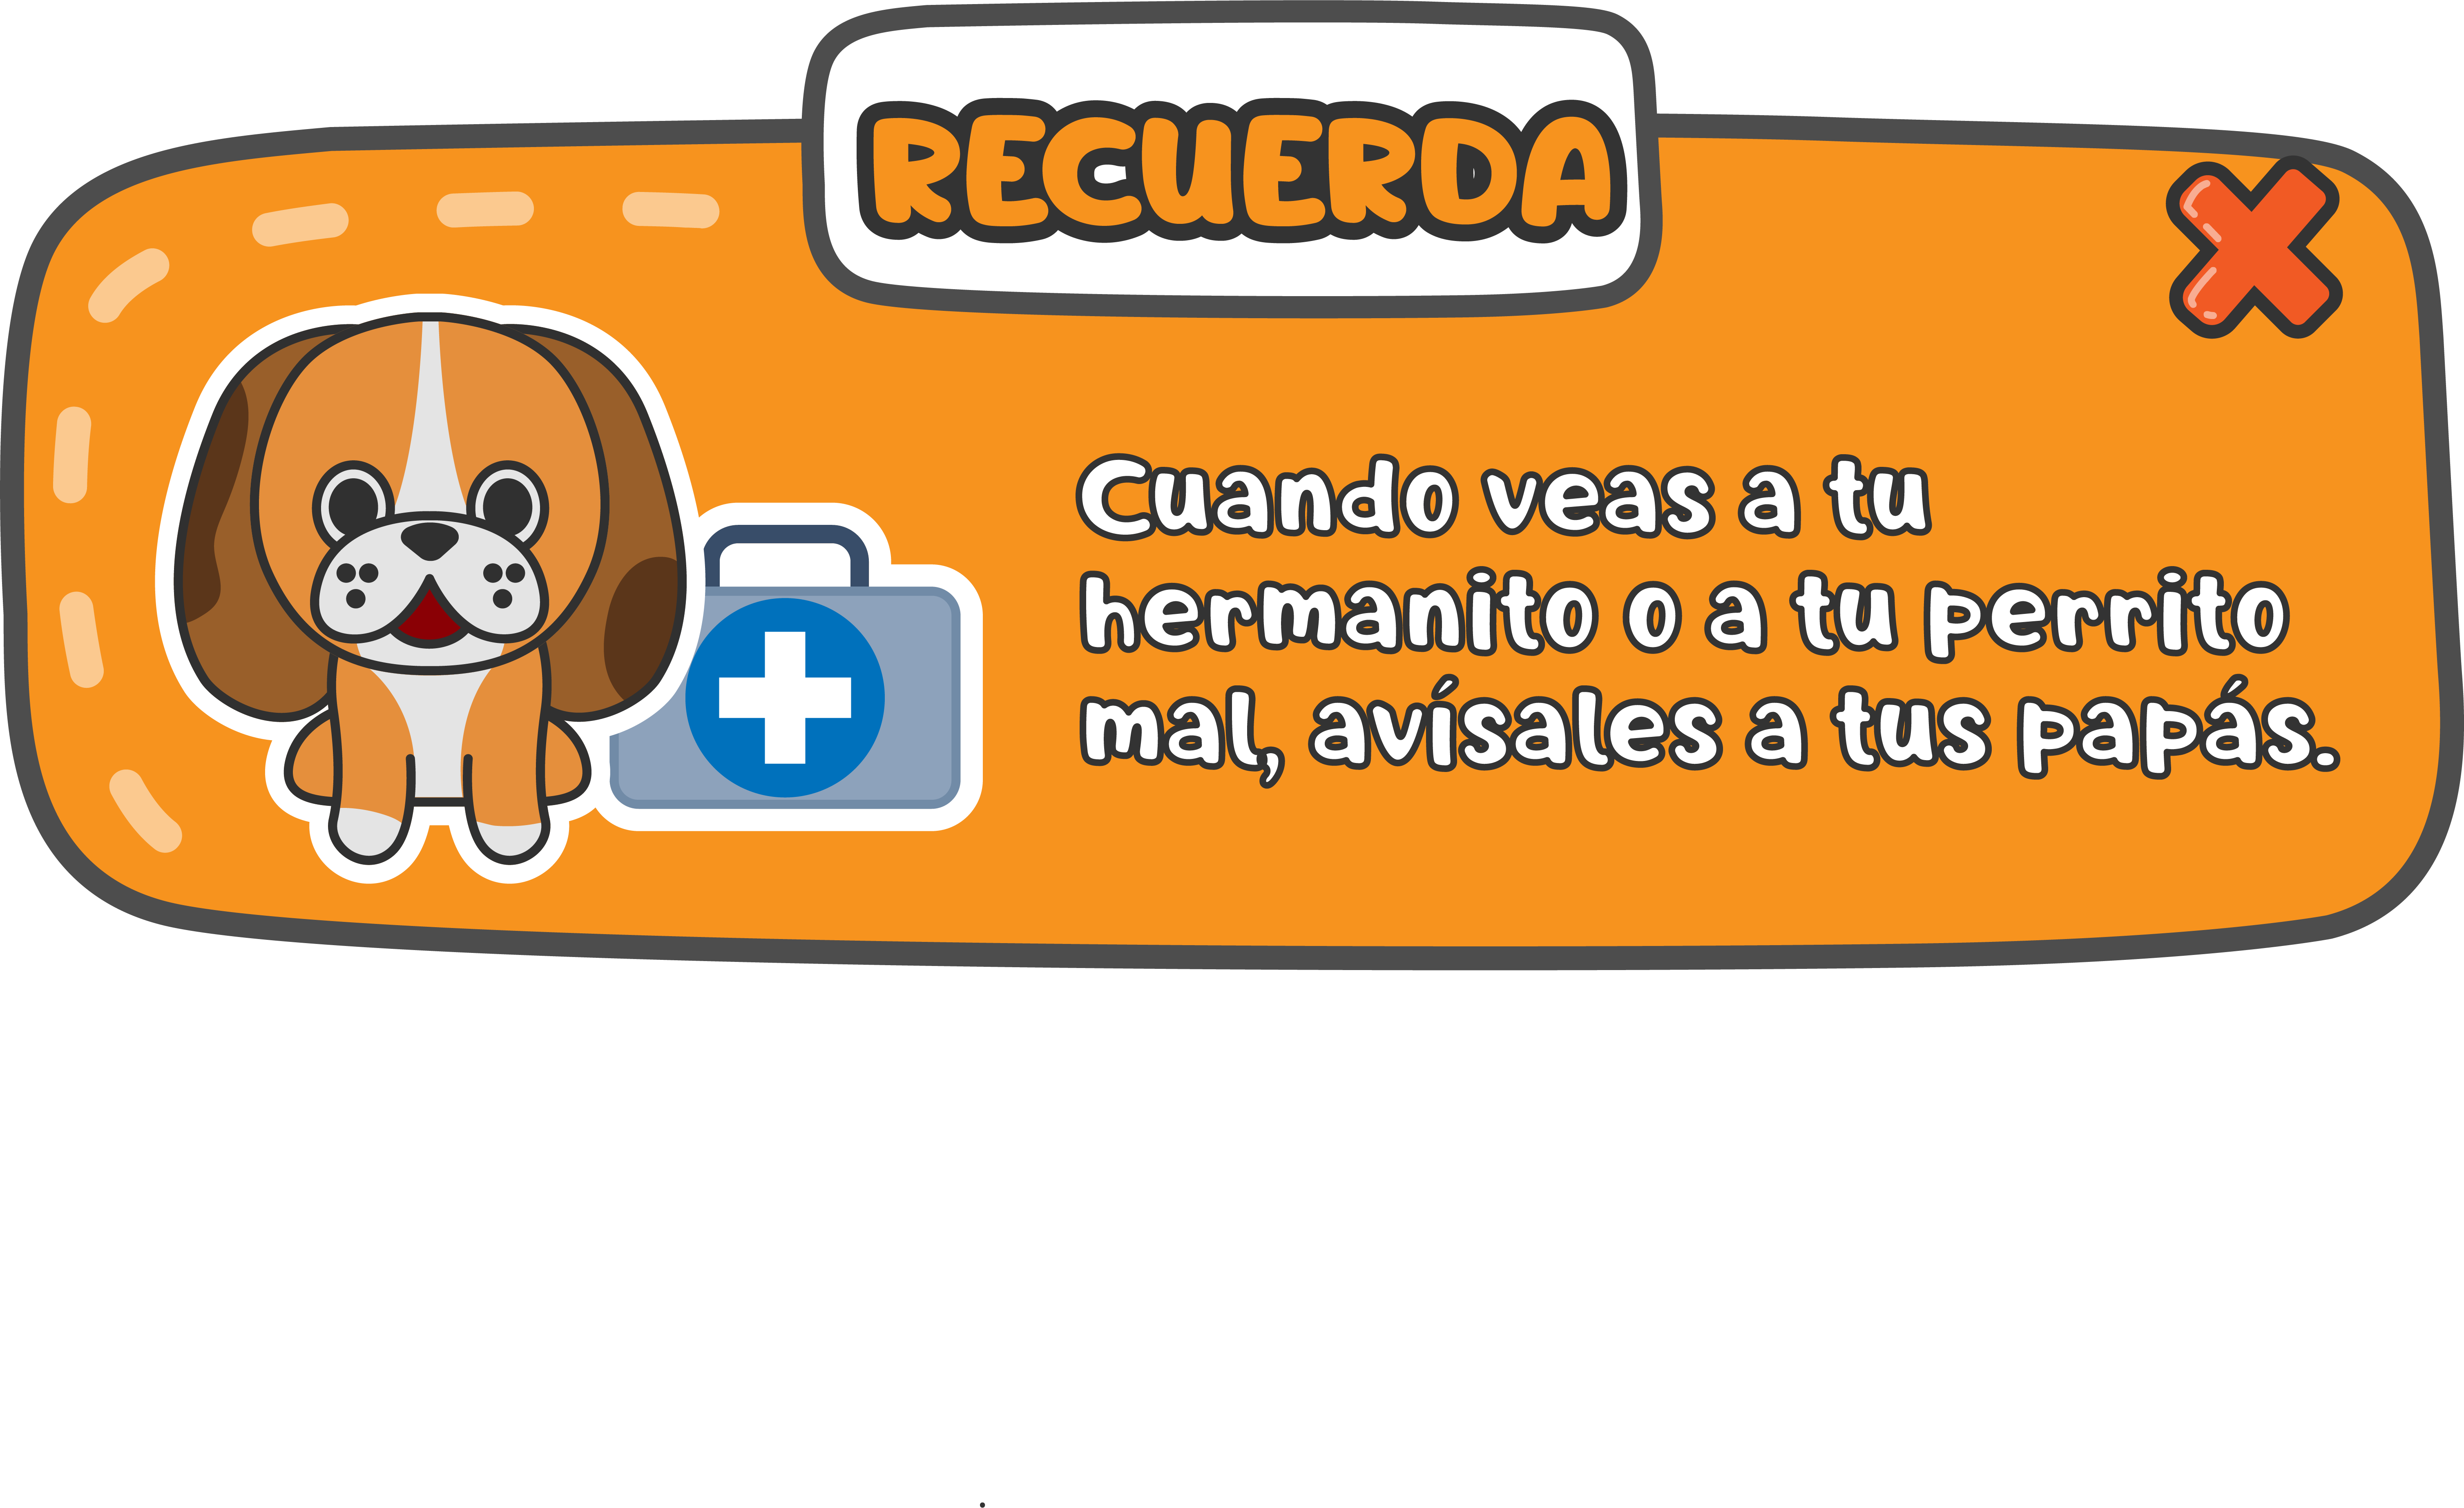 RECUERDA
Cuando veas a tu
hermanito o a tu perrito
mal, avísales a tus papás.